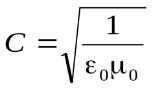 C = √(1 / (ε₀μ₀))